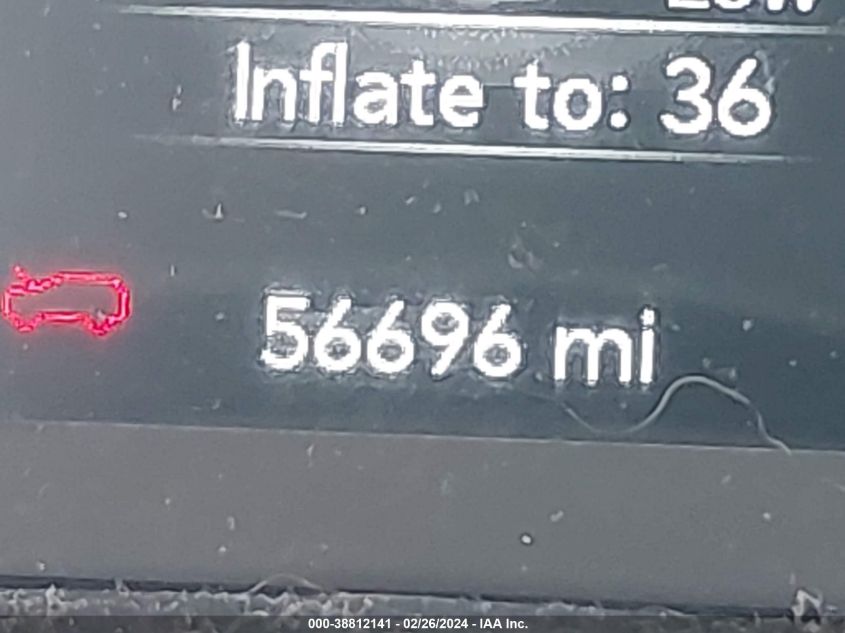 Inflate to: 36
56696 mi
000-38812141 - 02/26/2024 - IAA Inc.